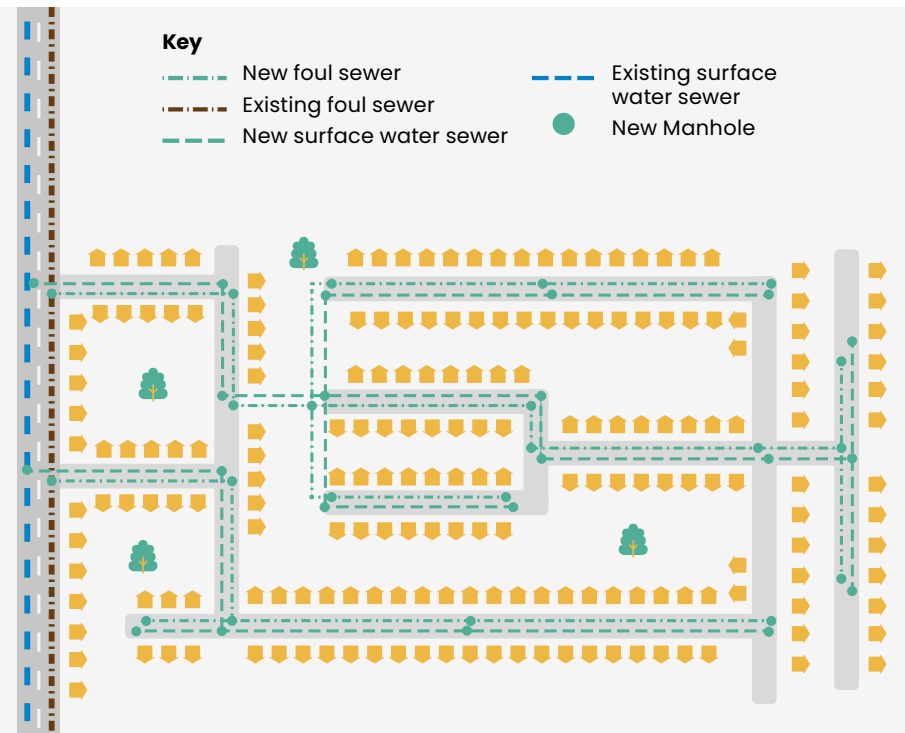 Key
New foul sewer
Existing foul sewer
New surface water sewer
Existing surface
water sewer
New Manhole